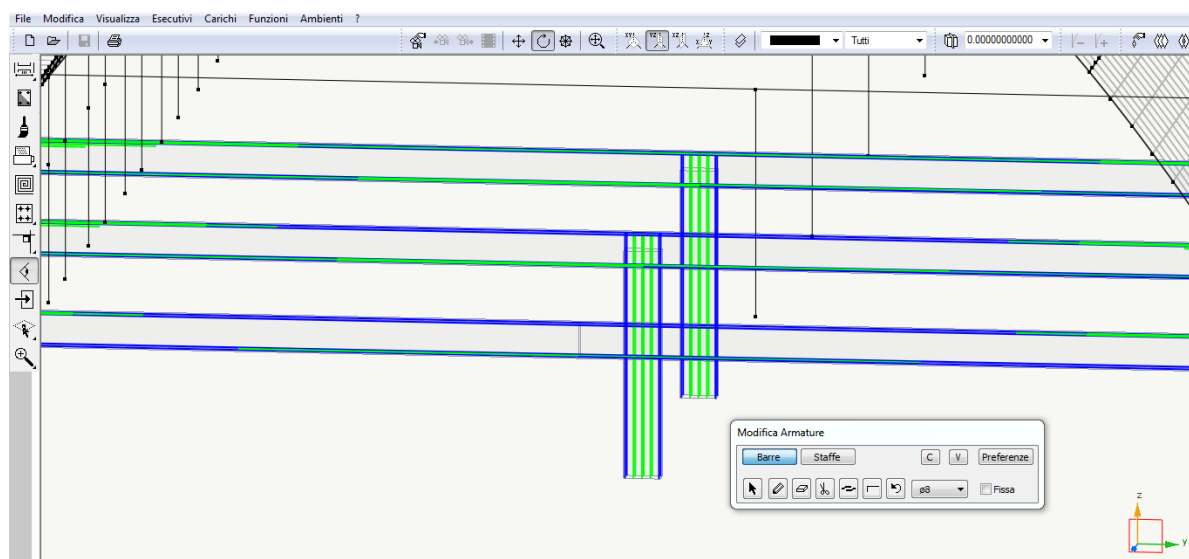 File Modifica Visualizza Esecutivi Carichi Funzioni Ambienti ?
Tutti 0.00000000000
Modifica Armature
Barre Staffe C V Preferenze
ø8 Fissa
z
y